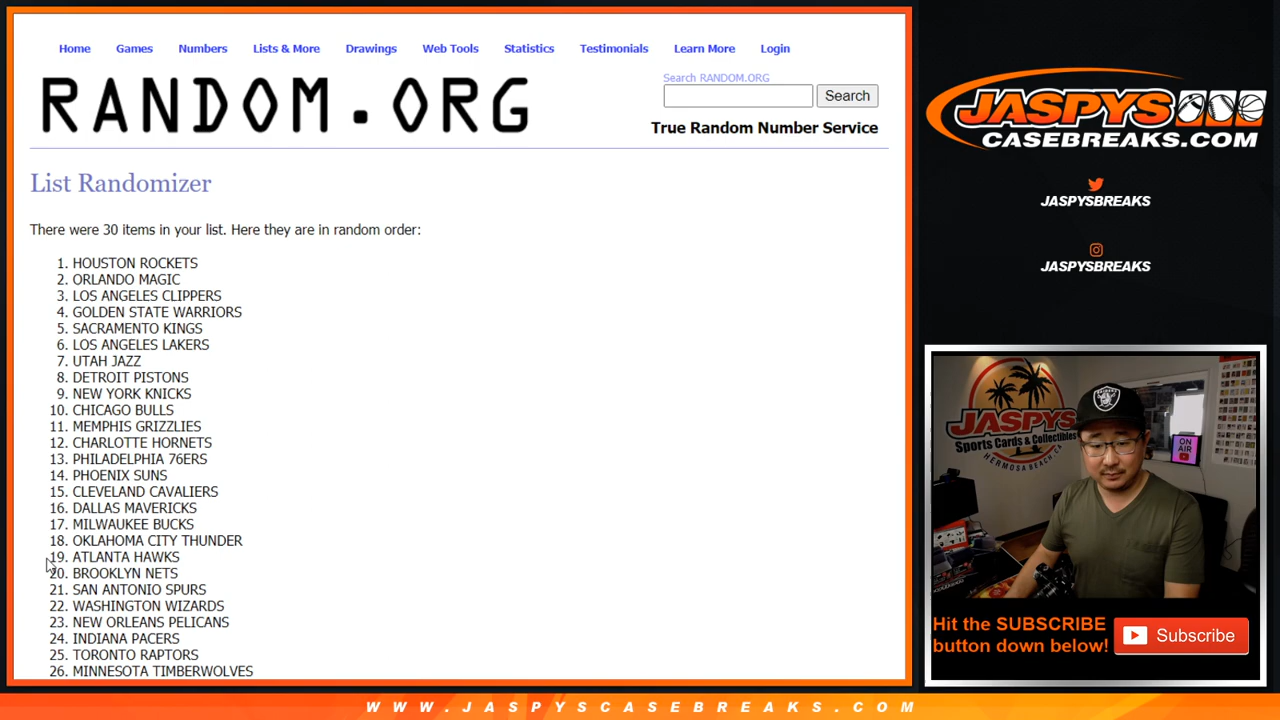 Home Games Numbers Lists & More Drawings Web Tools Statistics Testimonials Learn More Login
RANDOM.ORG
Search RANDOM.ORG
Search
True Random Number Service
List Randomizer
There were 30 items in your list. Here they are in random order:
1. HOUSTON ROCKETS
2. ORLANDO MAGIC
3. LOS ANGELES CLIPPERS
4. GOLDEN STATE WARRIORS
5. SACRAMENTO KINGS
6. LOS ANGELES LAKERS
7. UTAH JAZZ
8. DETROIT PISTONS
9. NEW YORK KNICKS
10. CHICAGO BULLS
11. MEMPHIS GRIZZLIES
12. CHARLOTTE HORNETS
13. PHILADELPHIA 76ERS
14. PHOENIX SUNS
15. CLEVELAND CAVALIERS
16. DALLAS MAVERICKS
17. MILWAUKEE BUCKS
18. OKLAHOMA CITY THUNDER
19. ATLANTA HAWKS
20. BROOKLYN NETS
21. SAN ANTONIO SPURS
22. WASHINGTON WIZARDS
23. NEW ORLEANS PELICANS
24. INDIANA PACERS
25. TORONTO RAPTORS
26. MINNESOTA TIMBERWOLVES
JASPYS
CASEBREAKS.COM
JASPYSBREAKS
JASPYSBREAKS
JASPYS
Sports Cards & Collectibles
HERMOSA BEACH, CA
RAIDERS
ON
AIR
Hit the SUBSCRIBE
button down below!
Subscribe
WWW.JASPYSCASEBREAKS.COM